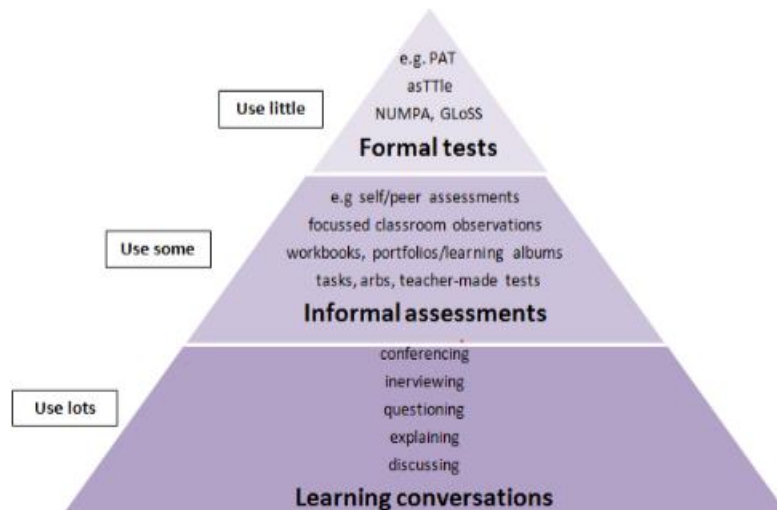 e.g. PAT
asTTle
Use little
NUMPA, GLoSS
Formal tests
e.g self/peer assessments
focussed classroom observations
Use some
workbooks, portfolios/learning albums
tasks, arbs, teacher-made tests
Informal assessments
conferencing
inerviewing
Use lots
questioning
explaining
discussing
Learning conversations